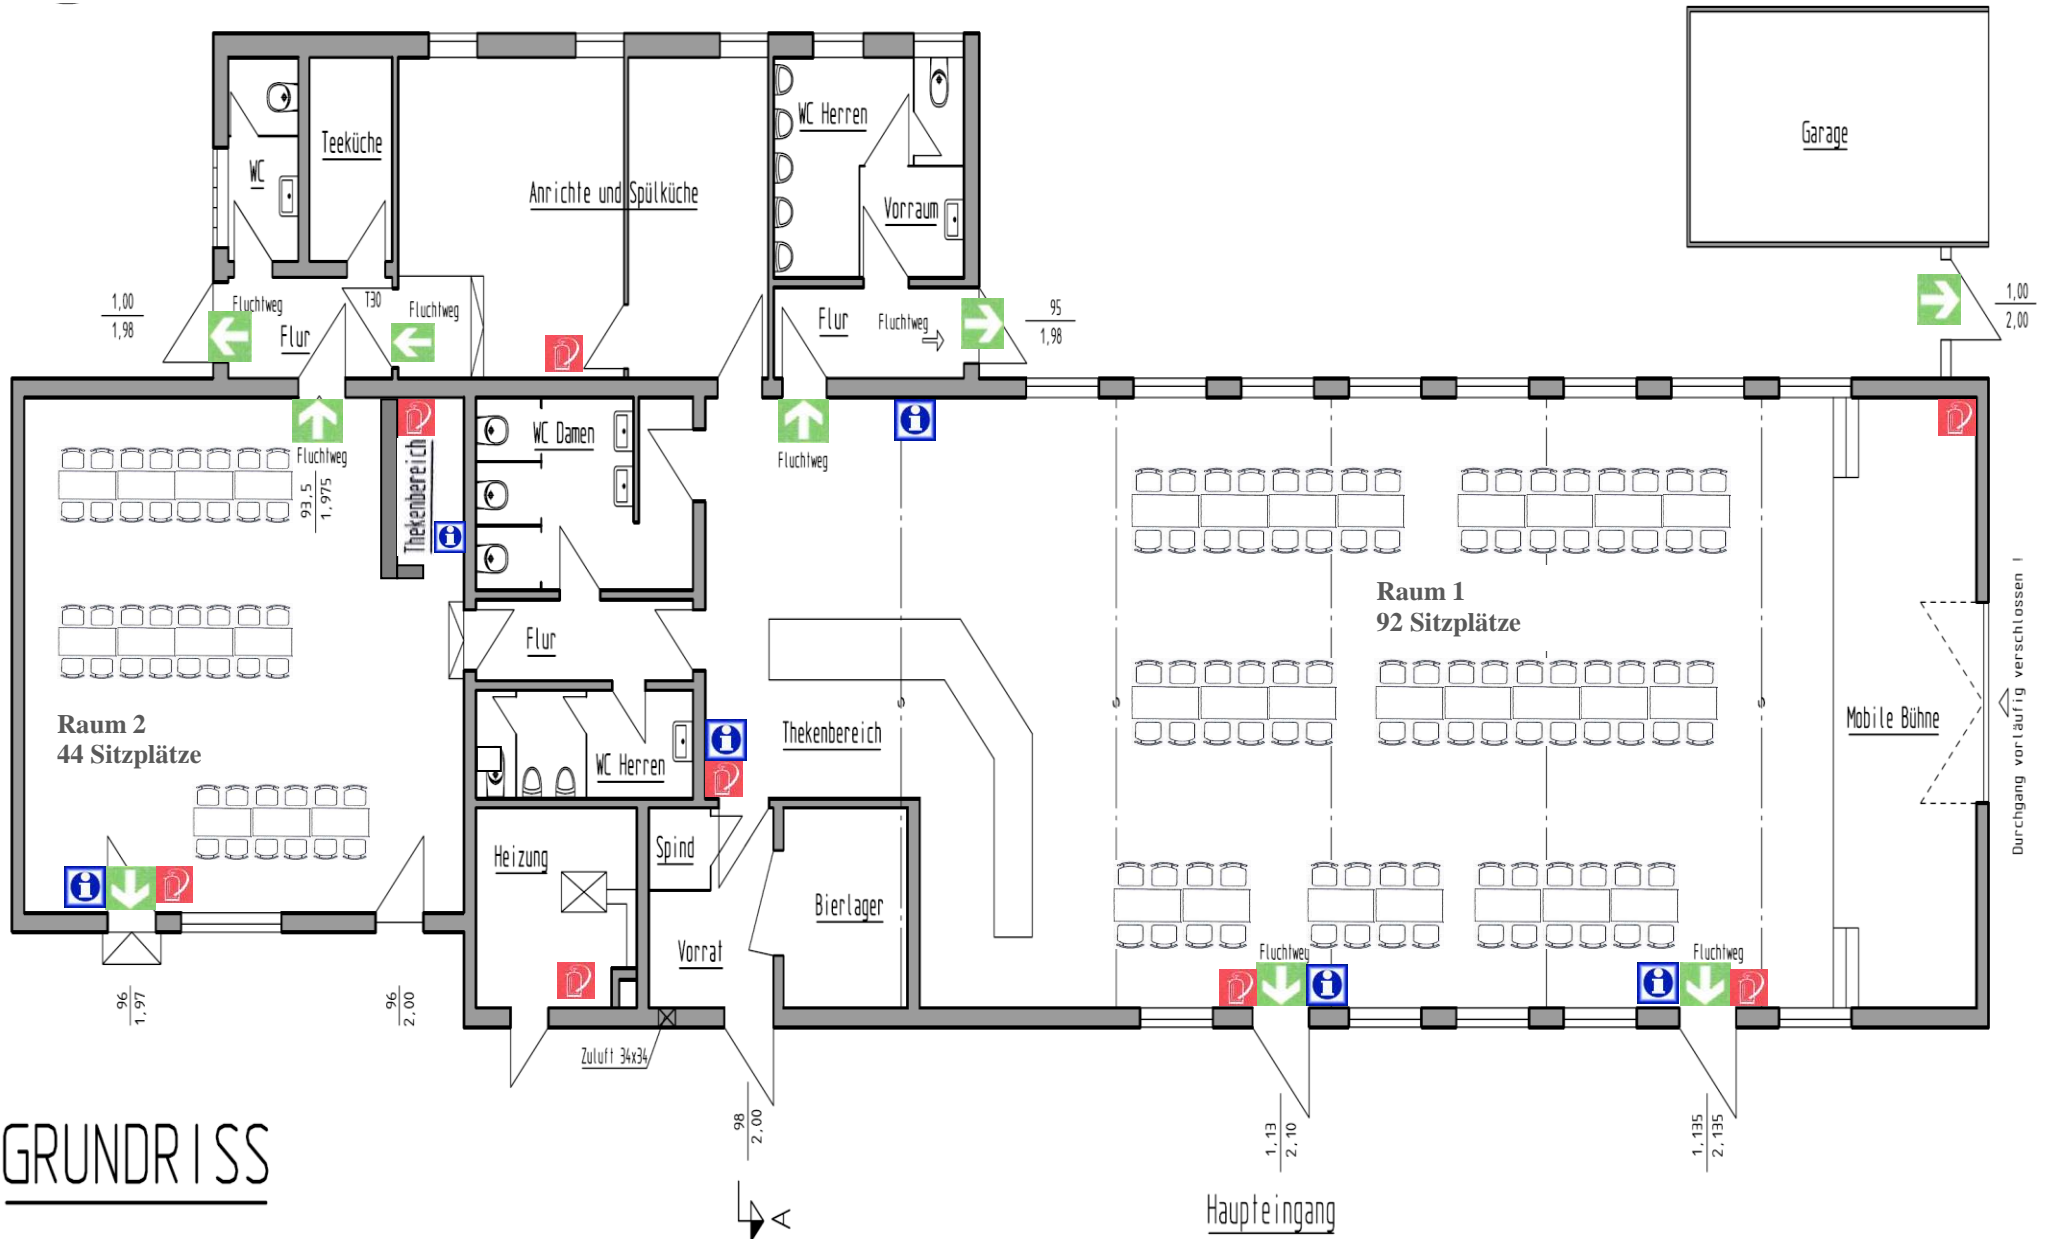 WC Herren
Garage
Teeküche
WC
Anrichte und Spülküche
Vorraum
1,00
1,98
Fluchtweg
T30
Fluchtweg
Flur
Flur
Fluchtweg
95
1,98
1,00
2,00
Fluchtweg
93,5
1,975
Thekenbereich
WC Damen
Fluchtweg
Raum 1
92 Sitzplätze
Flur
Raum 2
44 Sitzplätze
Thekenbereich
Mobile Bühne
Durchgang vorläufig verschlossen !
WC Herren
Heizung
Spind
Bierlager
Vorrat
Fluchtweg
Fluchtweg
96
1,97
96
2,00
Zuluft 34x34
98
2,00
1,13
2,10
1,135
2,135
GRUNDRISS
A
Haupteingang